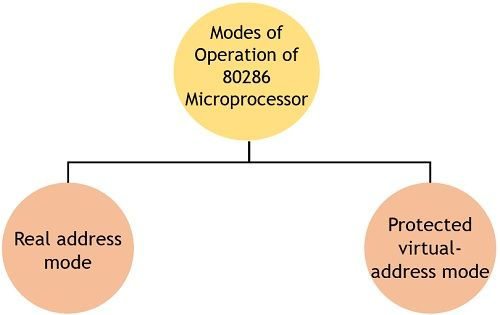 Modes of
Operation of
80286
Microprocessor
Real address
mode
Protected
virtual-
address mode